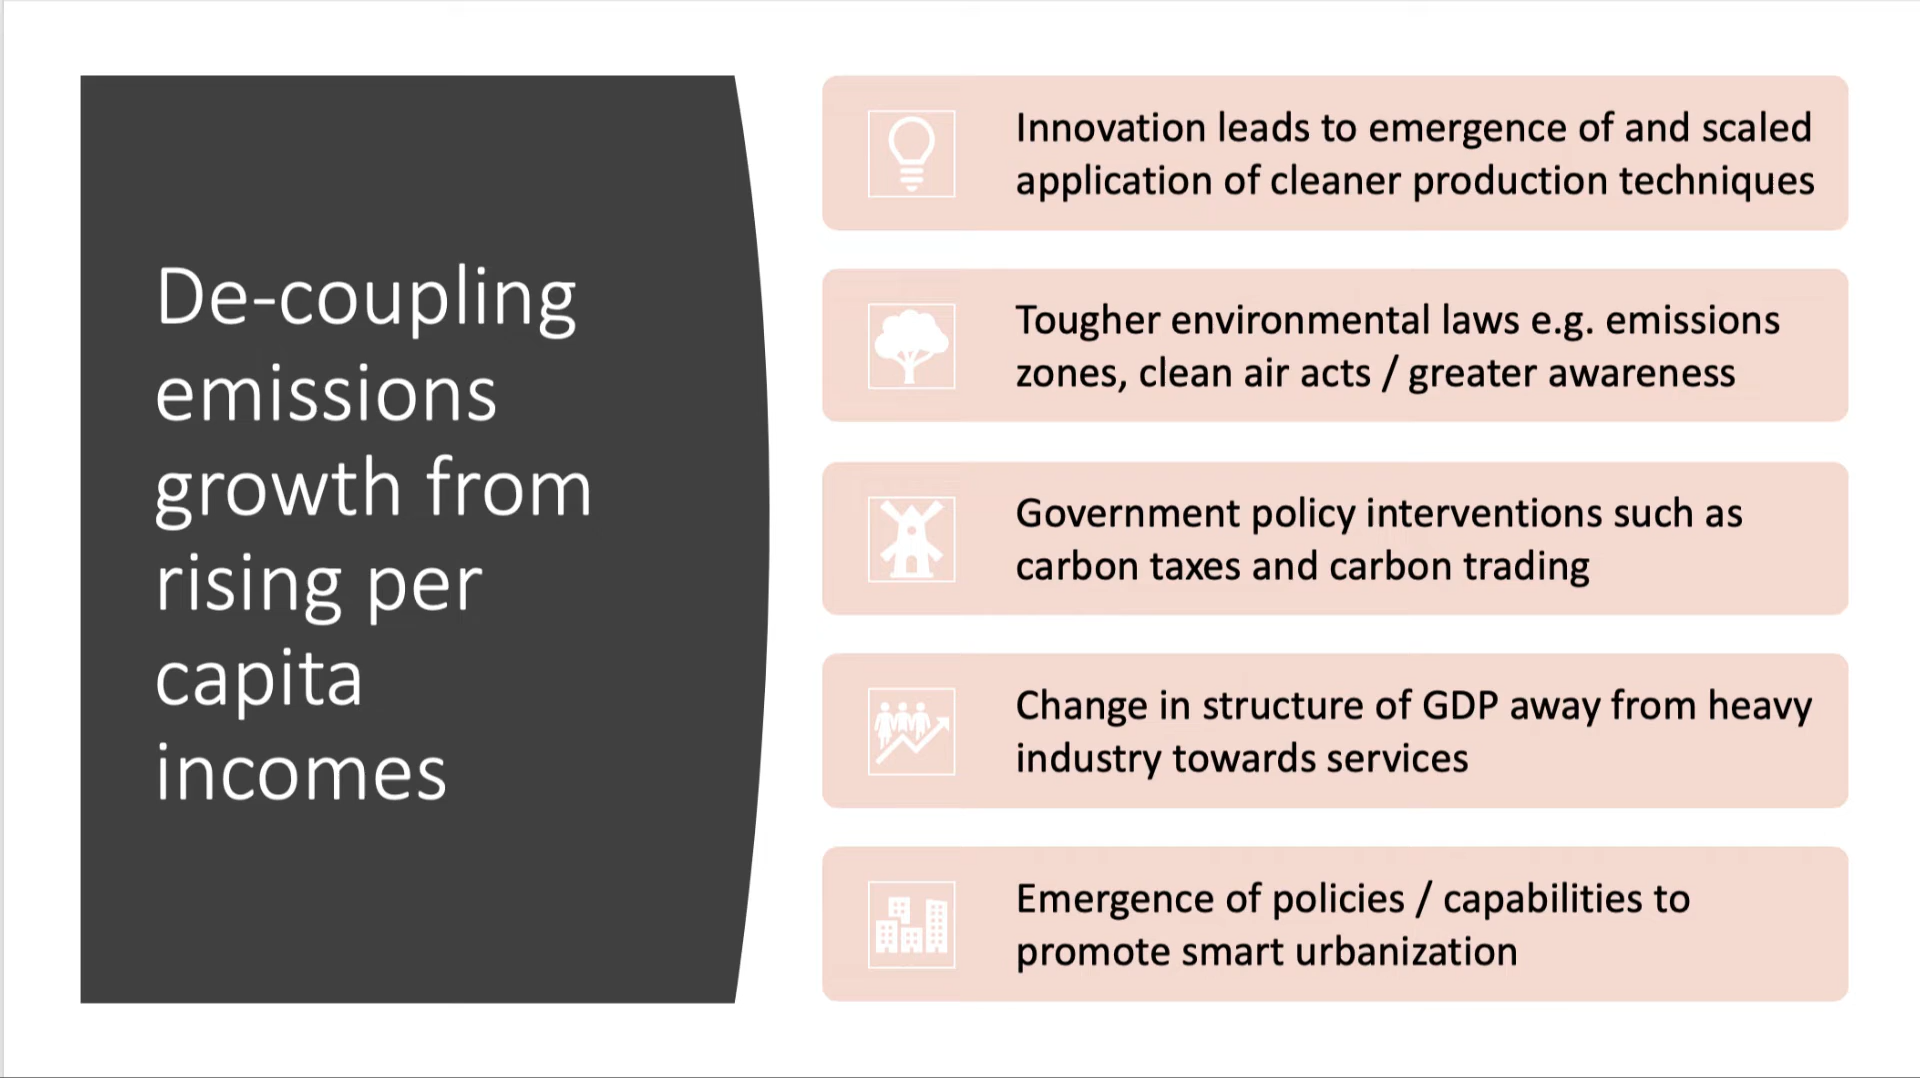 De-coupling
emissions
growth from
rising per
capita
incomes
Innovation leads to emergence of and scaled
application of cleaner production techniques
Tougher environmental laws e.g. emissions
zones, clean air acts / greater awareness
Government policy interventions such as
carbon taxes and carbon trading
Change in structure of GDP away from heavy
industry towards services
Emergence of policies / capabilities to
promote smart urbanization